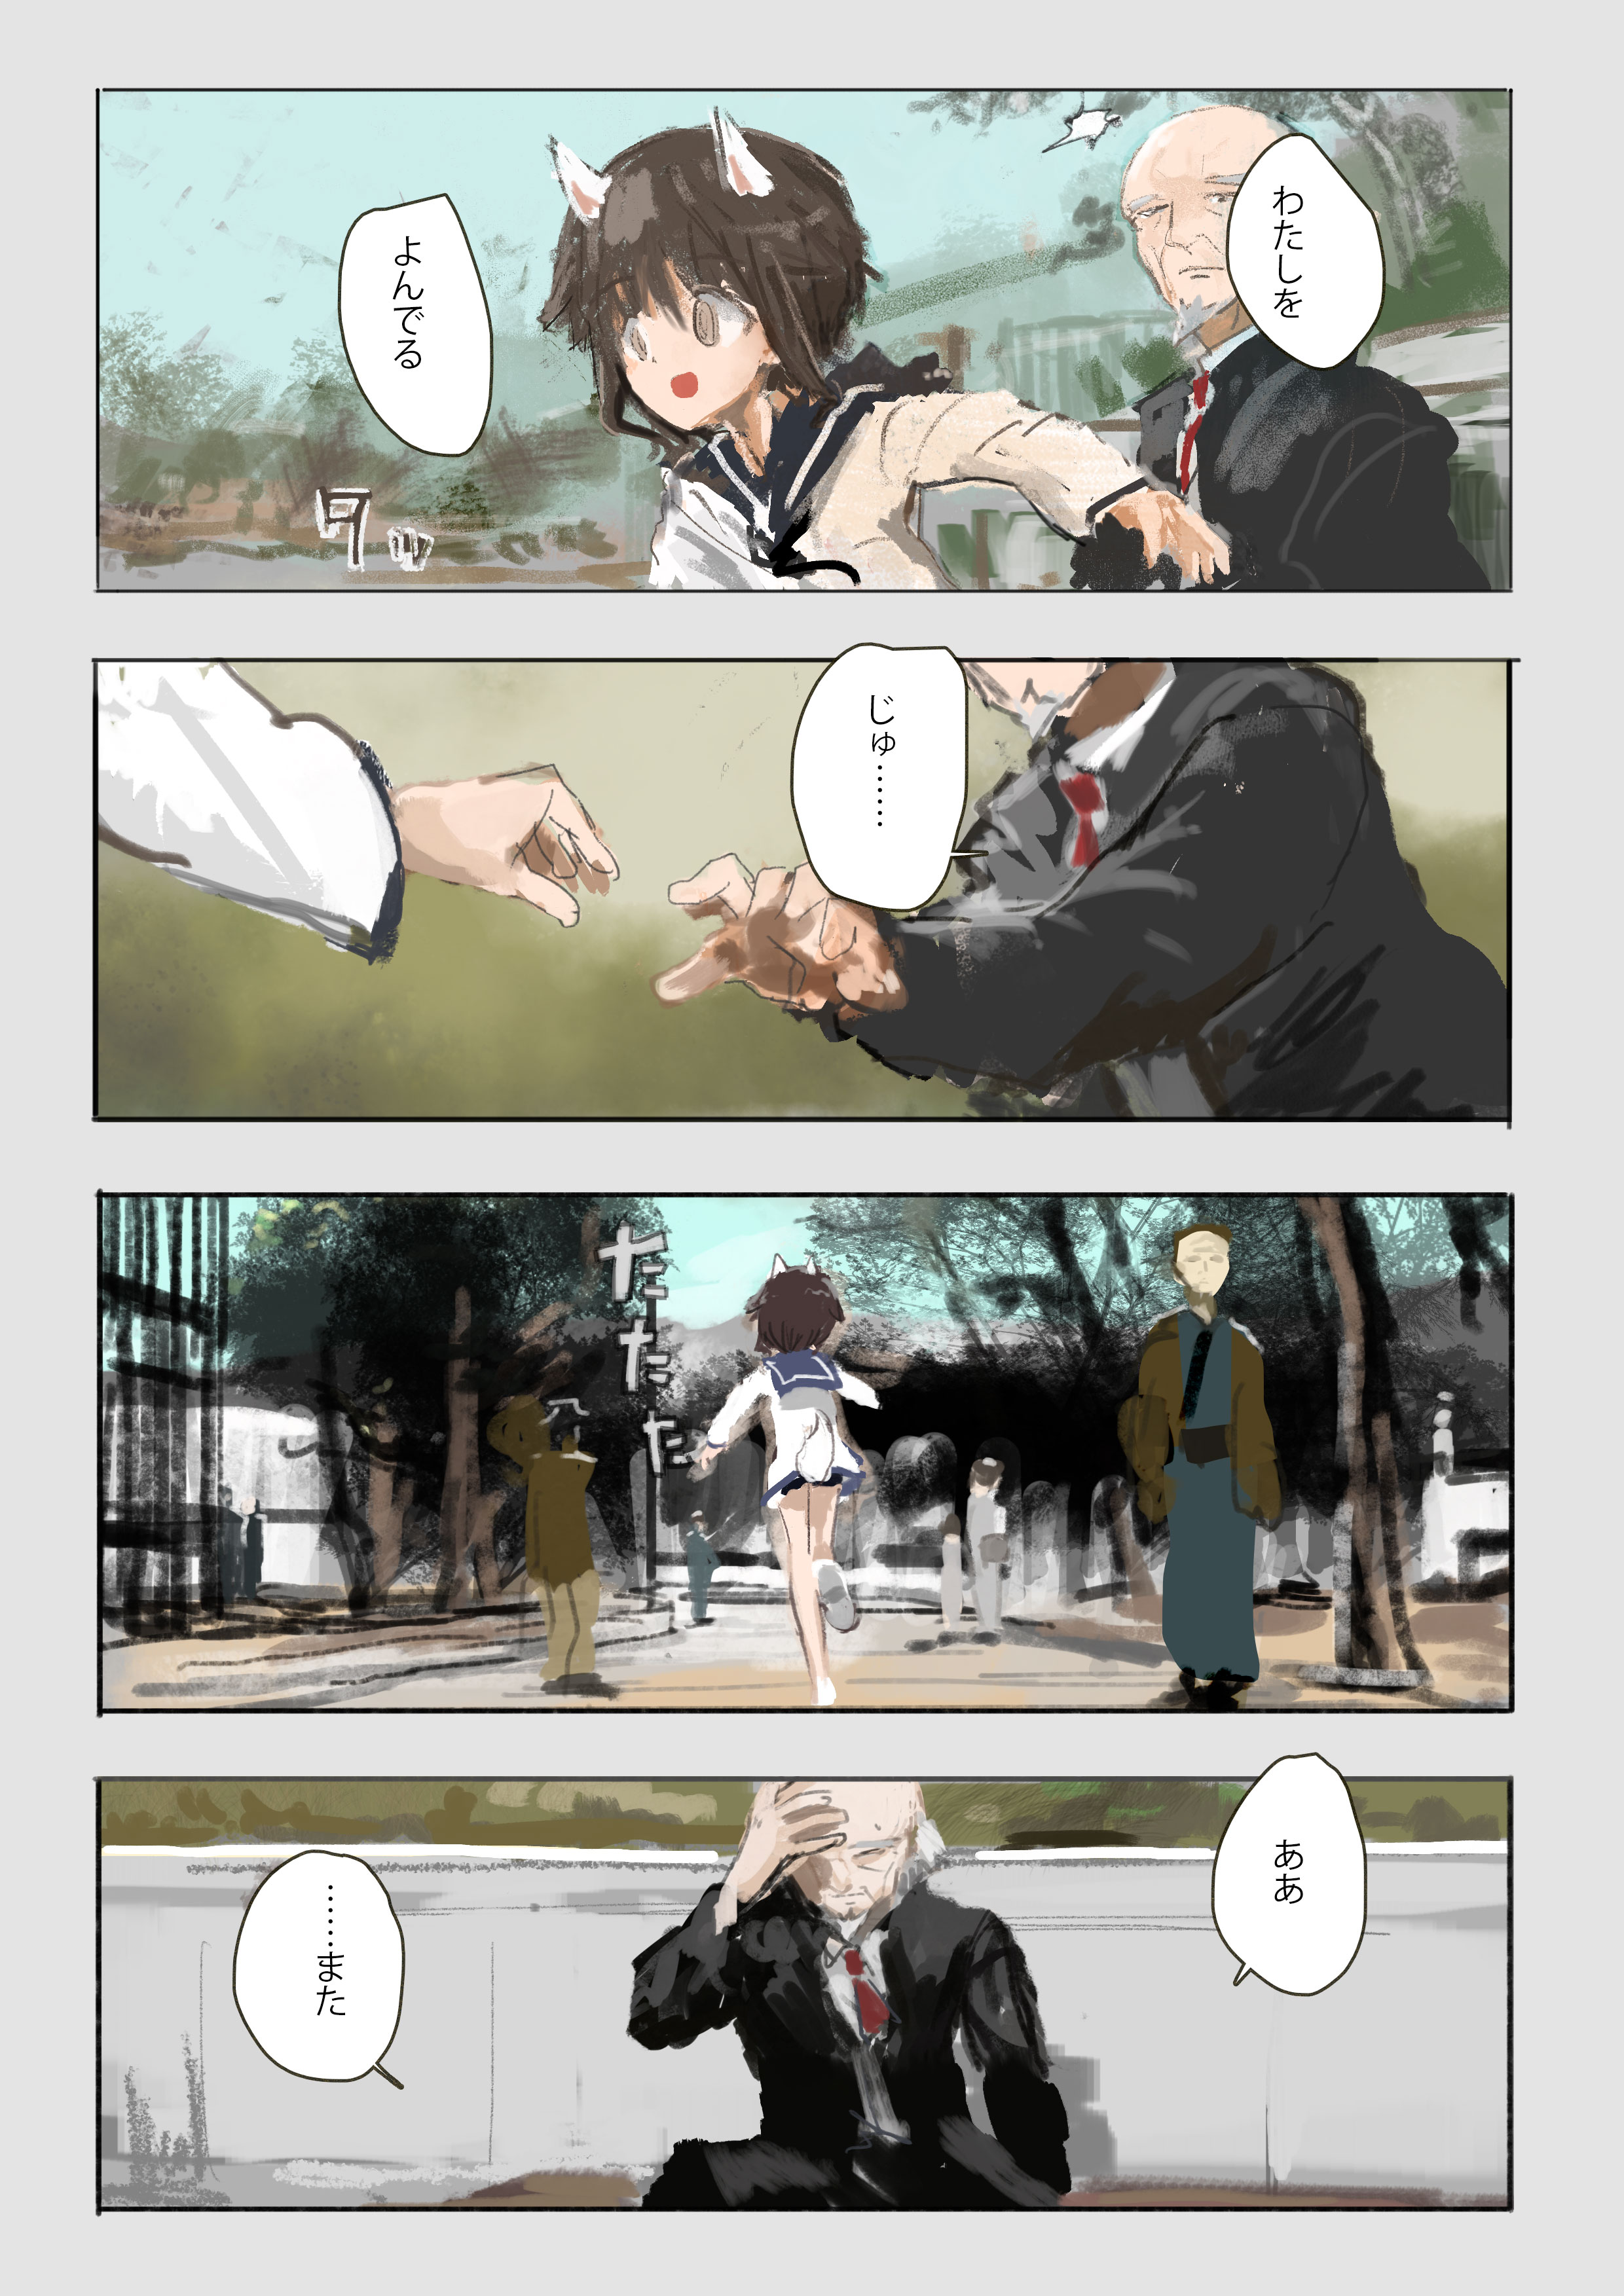 わたしを
よんでる
タッ
じゅ……
たたた
ああ
……また